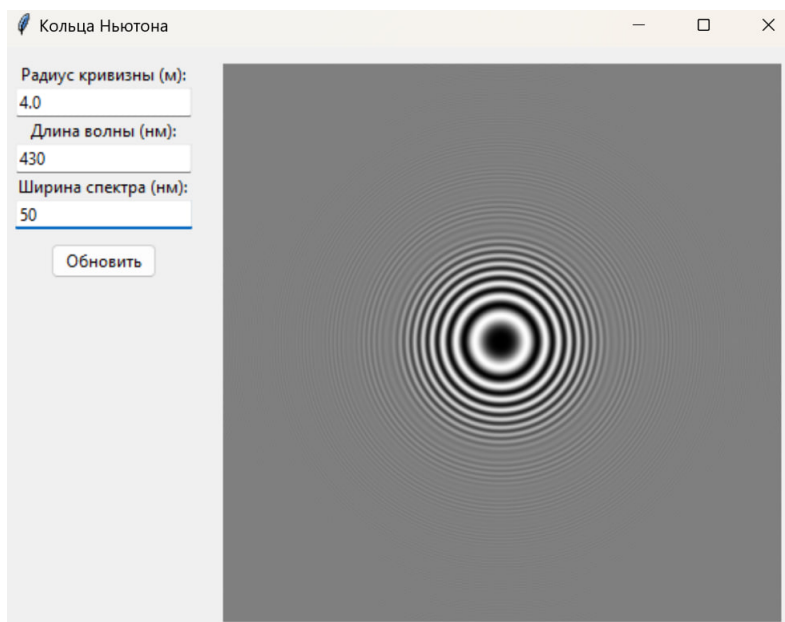 Кольца Ньютона
Радиус кривизны (м):
4.0
Длина волны (нм):
430
Ширина спектра (нм):
50
Обновить